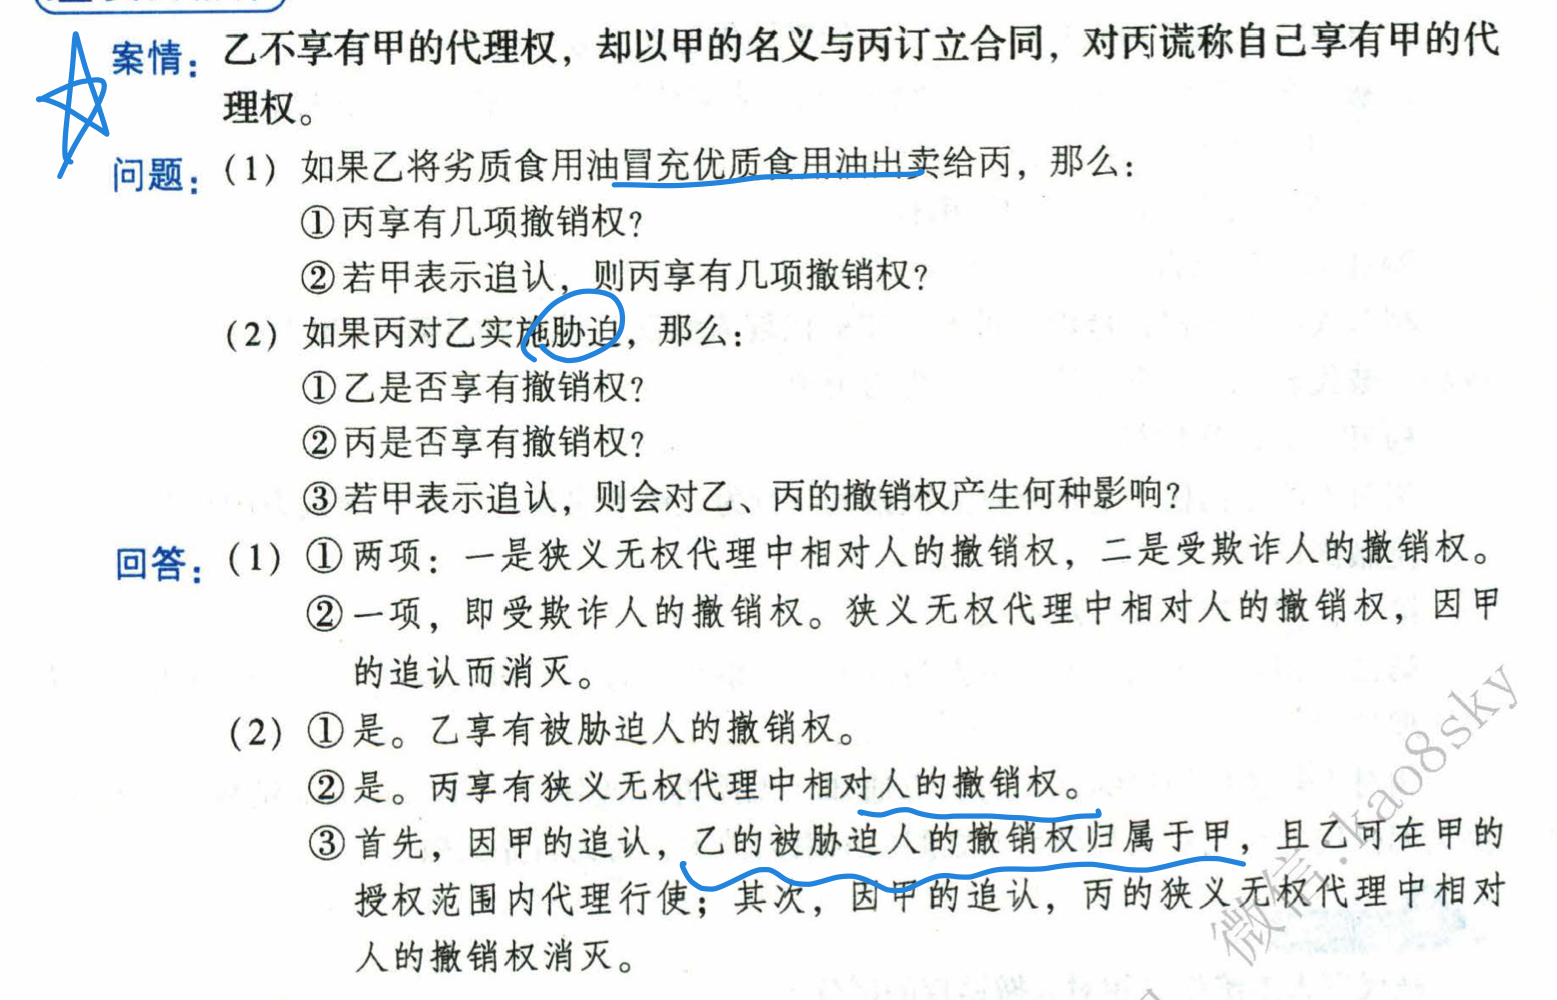 案情：乙不享有甲的代理权，却以甲的名义与丙订立合同，对丙谎称自己享有甲的代
理权。
问题：（1）如果乙将劣质食用油冒充优质食用油出卖给丙，那么：
①丙享有几项撤销权？
②若甲表示追认，则丙享有几项撤销权？
（2）如果丙对乙实施胁迫，那么：
①乙是否享有撤销权？
②丙是否享有撤销权？
③若甲表示追认，则会对乙、丙的撤销权产生何种影响？
回答：（1）①两项：一是狭义无权代理中相对人的撤销权，二是受欺诈人的撤销权。
②一项，即受欺诈人的撤销权。狭义无权代理中相对人的撤销权，因甲
的追认而消灭。
（2）①是。乙享有被胁迫人的撤销权。
②是。丙享有狭义无权代理中相对人的撤销权。
③首先，因甲的追认，乙的被胁迫人的撤销权归属于甲，且乙可在甲的
授权范围内代理行使；其次，因甲的追认，丙的狭义无权代理中相对
人的撤销权消灭。
微信.kao8sky